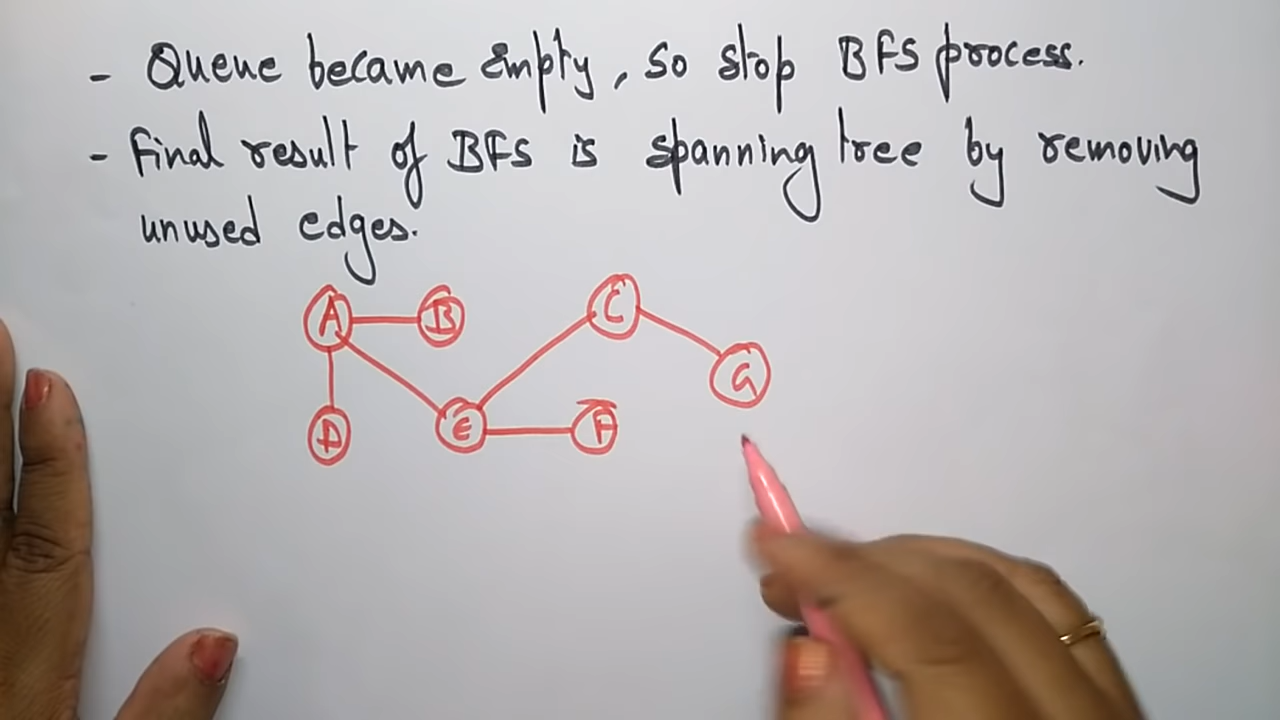 - Queue became Empty, so stop BFS process.
- Final result of BFS is spanning tree by removing
unused edges.
A B C
G
D E F